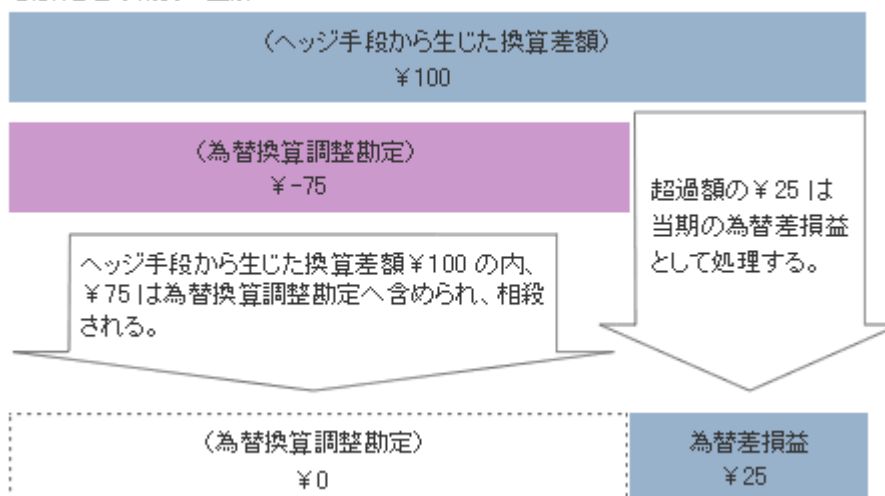 （ヘッジ手段から生じた換算差額）
￥100
（為替換算調整勘定）
￥-75
超過額の￥25は
当期の為替差損益
として処理する。
ヘッジ手段から生じた換算差額￥100の内、
￥75は為替換算調整勘定へ含められ、相殺
される。
（為替換算調整勘定）
￥0
為替差損益
￥25